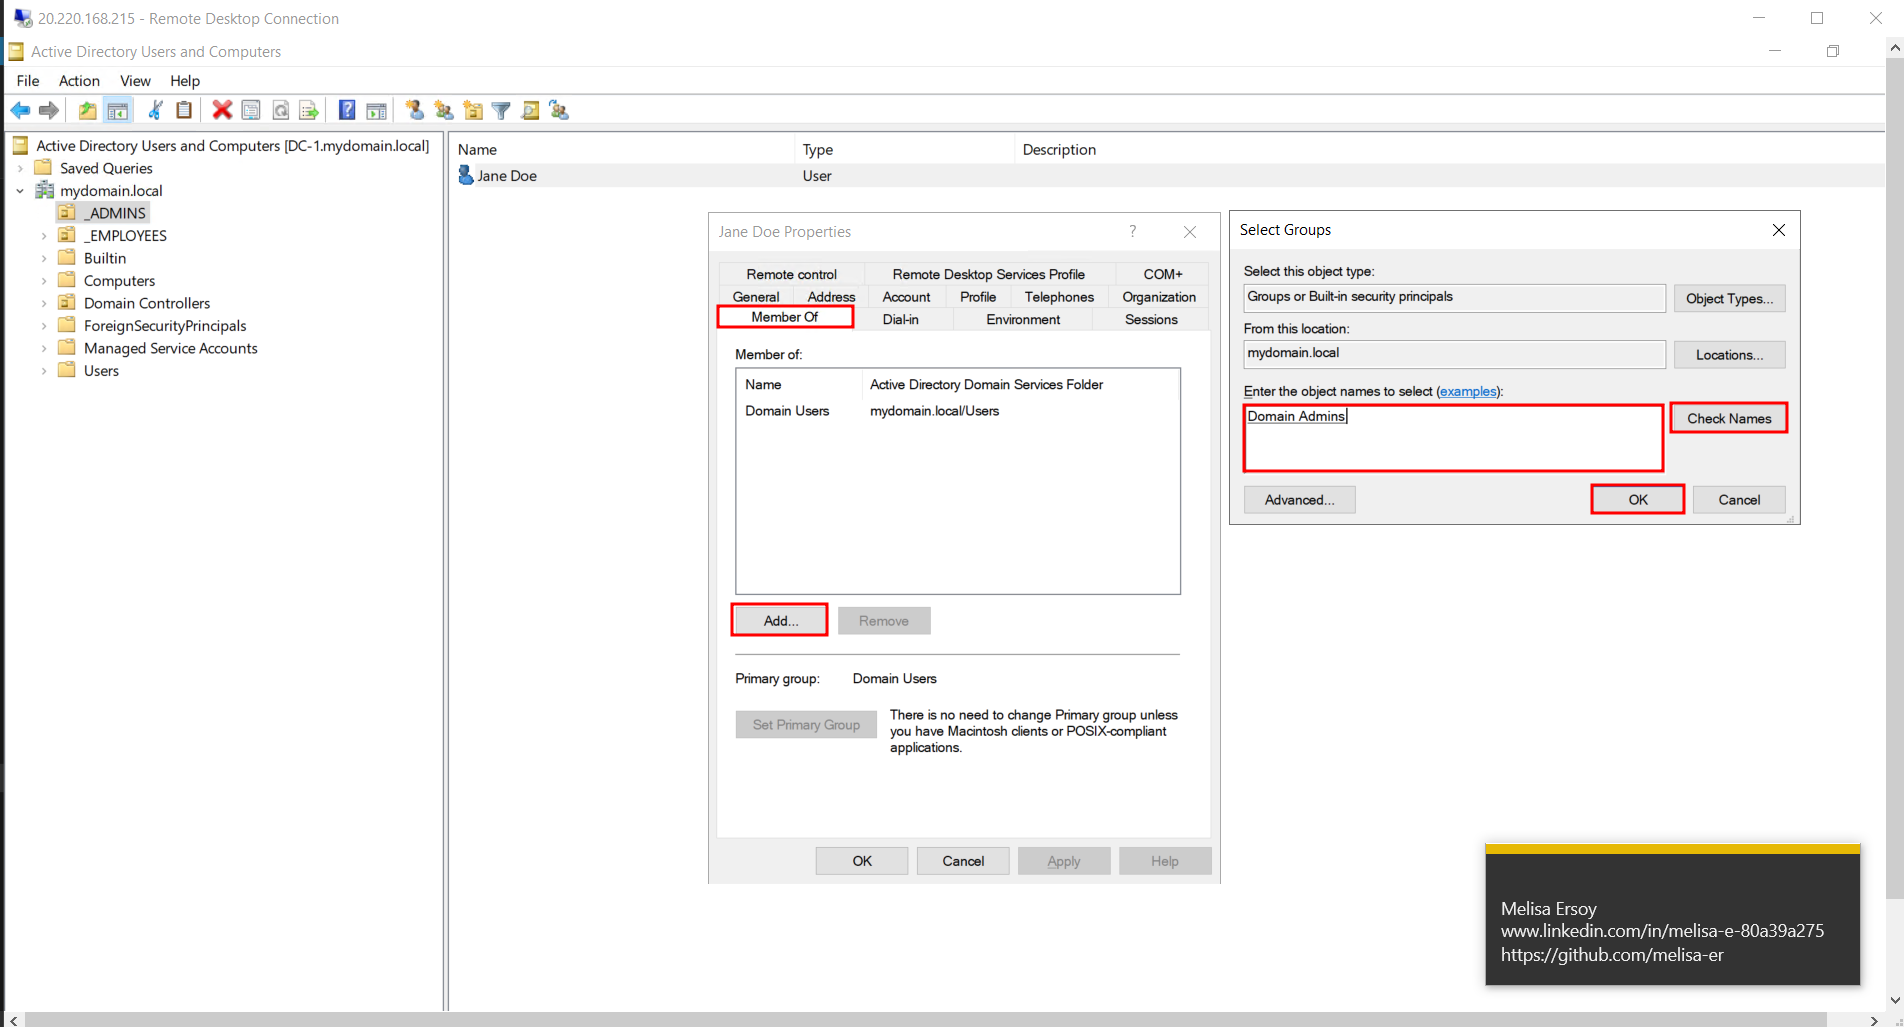 20.220.168.215 - Remote Desktop Connection
Active Directory Users and Computers
File Action View Help
Active Directory Users and Computers [DC-1.mydomain.local]
Saved Queries
mydomain.local
_ADMINS
_EMPLOYEES
Builtin
Computers
Domain Controllers
ForeignSecurityPrincipals
Managed Service Accounts
Users
Name Type Description
Jane Doe User
Jane Doe Properties
Remote control Remote Desktop Services Profile COM+
General Address Account Profile Telephones Organization
Member Of Dial-in Environment Sessions
Member of:
Name Active Directory Domain Services Folder
Domain Users mydomain.local/Users
Add... Remove
Primary group: Domain Users
Set Primary Group
There is no need to change Primary group unless
you have Macintosh clients or POSIX-compliant
applications.
OK Cancel Apply Help
Select Groups
Select this object type:
Groups or Built-in security principals Object Types...
From this location:
mydomain.local Locations...
Enter the object names to select (examples):
Domain Admins Check Names
Advanced... OK Cancel
Melisa Ersoy
www.linkedin.com/in/melisa-e-80a39a275
https://github.com/melisa-er